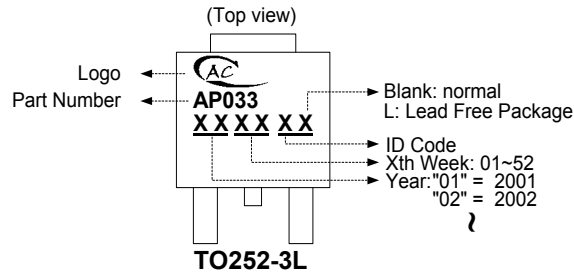 (Top view)
Logo
AC
Part Number
AP033
X X X X X X
Blank: normal
L: Lead Free Package
ID Code
Xth Week: 01~52
Year:"01" = 2001
"02" = 2002
~
TO252-3L